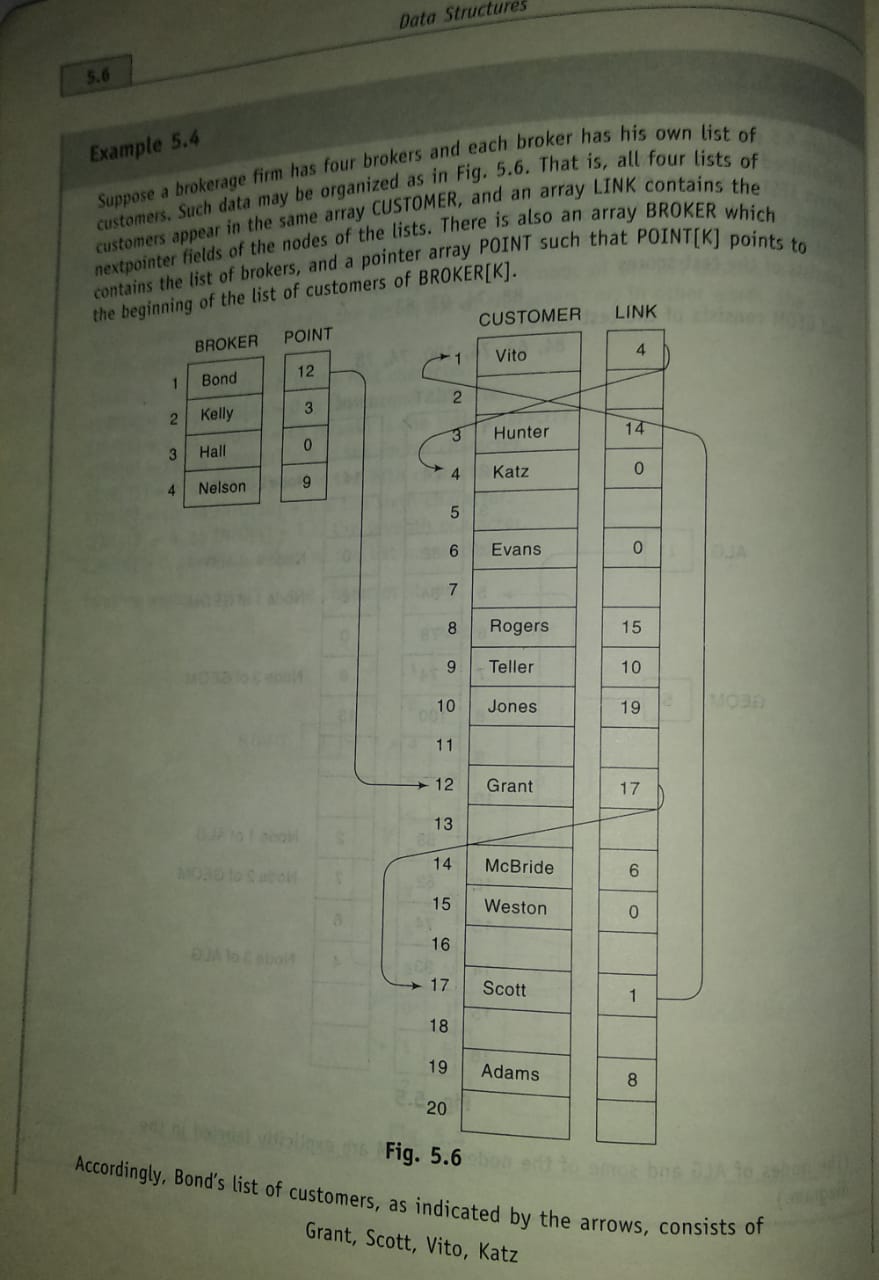 Data Structures
5.6
Example 5.4
Suppose a brokerage firm has four brokers and each broker has his own list of
customers. Such data may be organized as in Fig. 5.6. That is, all four lists of
customers appear in the same array CUSTOMER, and an array LINK contains the
nextpointer fields of the nodes of the lists. There is also an array BROKER which
contains the list of brokers, and a pointer array POINT such that POINT[K] points to
the beginning of the list of customers of BROKER[K].
BROKER POINT
1 Bond 12
2 Kelly 3
3 Hall 0
4 Nelson 9
CUSTOMER LINK
1 Vito 4
2
3 Hunter 14
4 Katz 0
5
6 Evans 0
7
8 Rogers 15
9 Teller 10
10 Jones 19
11
12 Grant 17
13
14 McBride 6
15 Weston 0
16
17 Scott 1
18
19 Adams 8
20
Fig. 5.6
Accordingly, Bond's list of customers, as indicated by the arrows, consists of
Grant, Scott, Vito, Katz